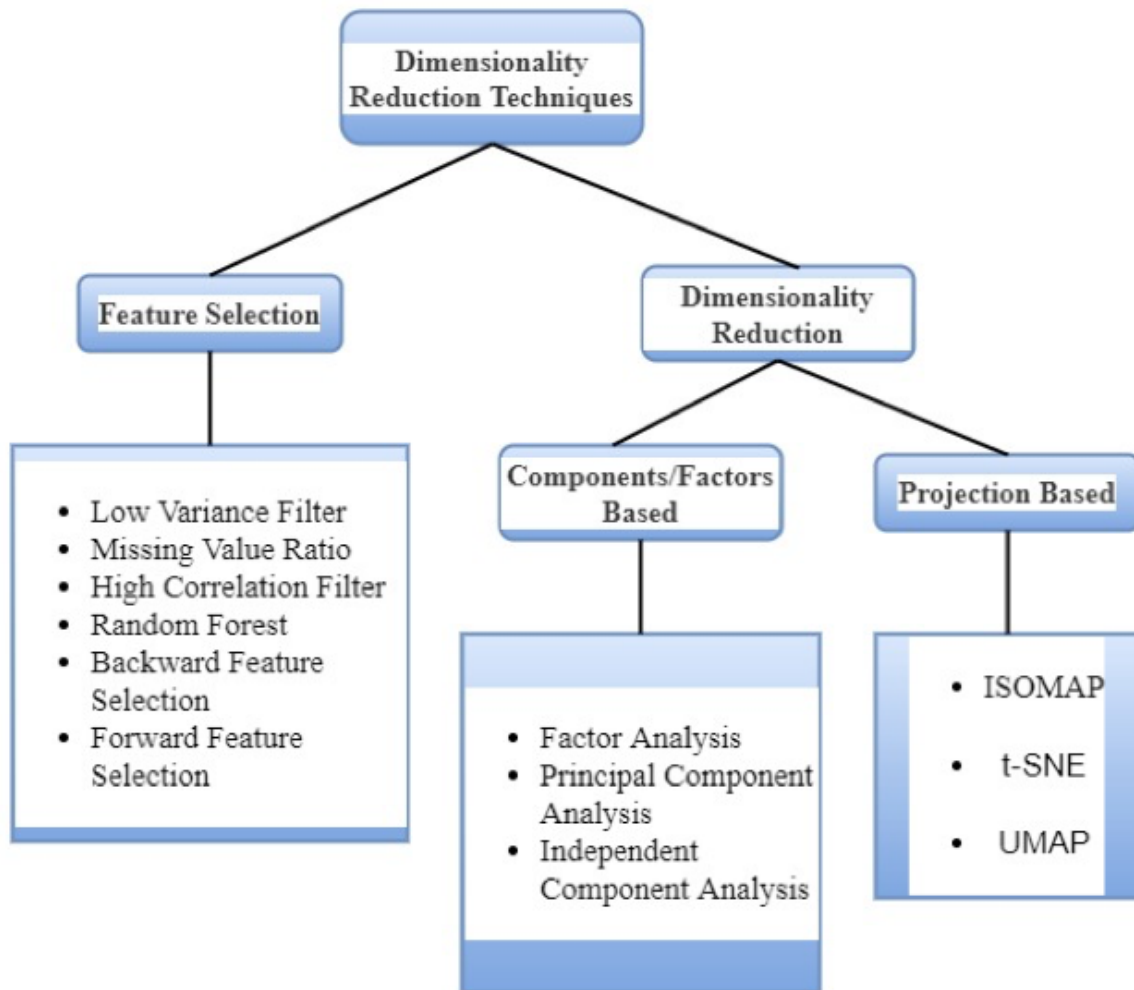 Dimensionality
Reduction Techniques
Feature Selection
Dimensionality
Reduction
• Low Variance Filter
• Missing Value Ratio
• High Correlation Filter
• Random Forest
• Backward Feature
Selection
• Forward Feature
Selection
Components/Factors
Based
• Factor Analysis
• Principal Component
Analysis
• Independent
Component Analysis
Projection Based
• ISOMAP
• t-SNE
• UMAP